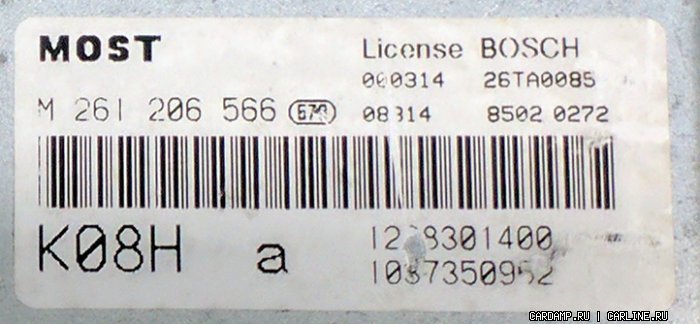 MOST License BOSCH
000314 26TA0085
M 261 206 566 08314 8502 0272
K08H a
CARDAMP.RU | CARLINE.RU